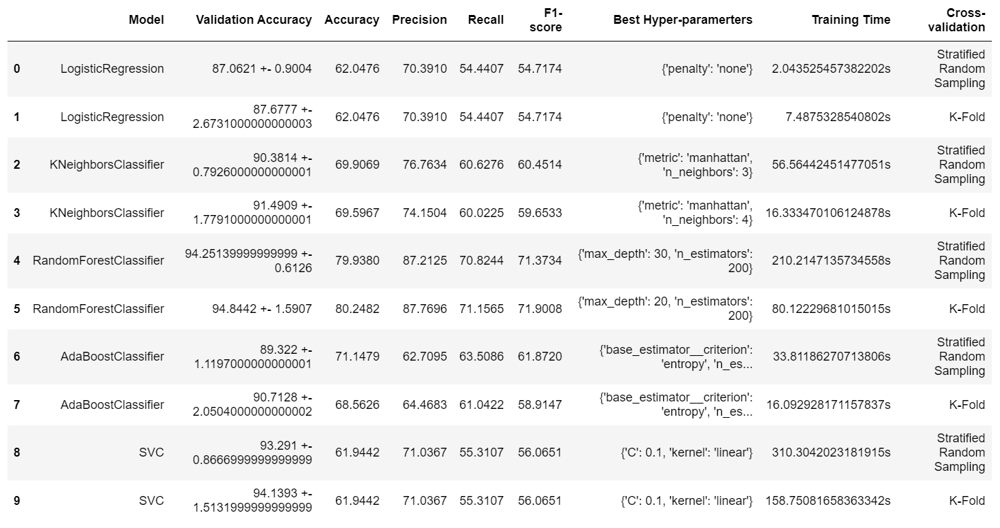 Model Validation Accuracy Accuracy Precision Recall F1-score Best Hyper-paramerters Training Time Cross-validation
0 LogisticRegression 87.0621 +- 0.9004 62.0476 70.3910 54.4407 54.7174 {'penalty': 'none'} 2.043525457382202s Stratified Random Sampling
1 LogisticRegression 87.6777 +- 2.6731000000000003 62.0476 70.3910 54.4407 54.7174 {'penalty': 'none'} 7.4875328540802s K-Fold
2 KNeighborsClassifier 90.3814 +- 0.7926000000000001 69.9069 76.7634 60.6276 60.4514 {'metric': 'manhattan', 'n_neighbors': 3} 56.56442451477051s Stratified Random Sampling
3 KNeighborsClassifier 91.4909 +- 1.7791000000000001 69.5967 74.1504 60.0225 59.6533 {'metric': 'manhattan', 'n_neighbors': 4} 16.333470106124878s K-Fold
4 RandomForestClassifier 94.25139999999999 +- 0.6126 79.9380 87.2125 70.8244 71.3734 {'max_depth': 30, 'n_estimators': 200} 210.2147135734558s Stratified Random Sampling
5 RandomForestClassifier 94.8442 +- 1.5907 80.2482 87.7696 71.1565 71.9008 {'max_depth': 20, 'n_estimators': 200} 80.12229681015015s K-Fold
6 AdaBoostClassifier 89.322 +- 1.1197000000000001 71.1479 62.7095 63.5086 61.8720 {'base_estimator__criterion': 'entropy', 'n_es... 33.81186270713806s Stratified Random Sampling
7 AdaBoostClassifier 90.7128 +- 2.0504000000000002 68.5626 64.4683 61.0422 58.9147 {'base_estimator__criterion': 'entropy', 'n_es... 16.092928171157837s K-Fold
8 SVC 93.291 +- 0.8666999999999999 61.9442 71.0367 55.3107 56.0651 {'C': 0.1, 'kernel': 'linear'} 310.3042023181915s Stratified Random Sampling
9 SVC 94.1393 +- 1.5131999999999999 61.9442 71.0367 55.3107 56.0651 {'C': 0.1, 'kernel': 'linear'} 158.75081658363342s K-Fold